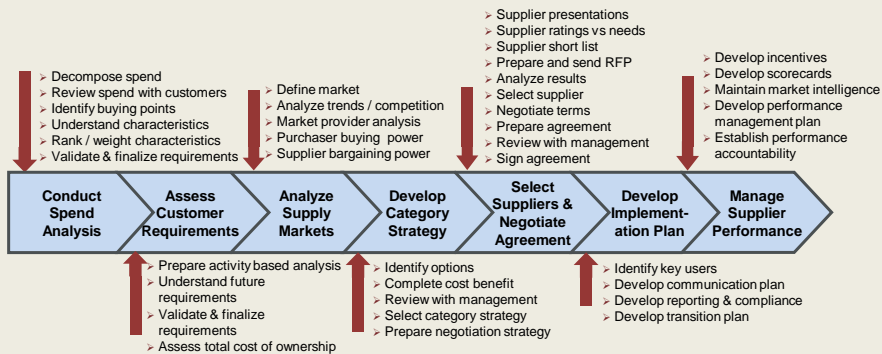 ➢ Decompose spend
➢ Review spend with customers
➢ Identify buying points
➢ Understand characteristics
➢ Rank / weight characteristics
➢ Validate & finalize requirements
➢ Define market
➢ Analyze trends / competition
➢ Market provider analysis
➢ Purchaser buying power
➢ Supplier bargaining power
➢ Supplier presentations
➢ Supplier ratings vs needs
➢ Supplier short list
➢ Prepare and send RFP
➢ Analyze results
➢ Select supplier
➢ Negotiate terms
➢ Prepare agreement
➢ Review with management
➢ Sign agreement
➢ Develop incentives
➢ Develop scorecards
➢ Maintain market intelligence
➢ Develop performance
management plan
➢ Establish performance
accountability
Conduct
Spend
Analysis
Assess
Customer
Requirements
Analyze
Supply
Markets
Develop
Category
Strategy
Select
Suppliers &
Negotiate
Agreement
Develop
Implement-
ation Plan
Manage
Supplier
Performance
➢ Prepare activity based analysis
➢ Understand future
requirements
➢ Validate & finalize
requirements
➢ Assess total cost of ownership
➢ Identify options
➢ Complete cost benefit
➢ Review with management
➢ Select category strategy
➢ Prepare negotiation strategy
➢ Identify key users
➢ Develop communication plan
➢ Develop reporting & compliance
➢ Develop transition plan